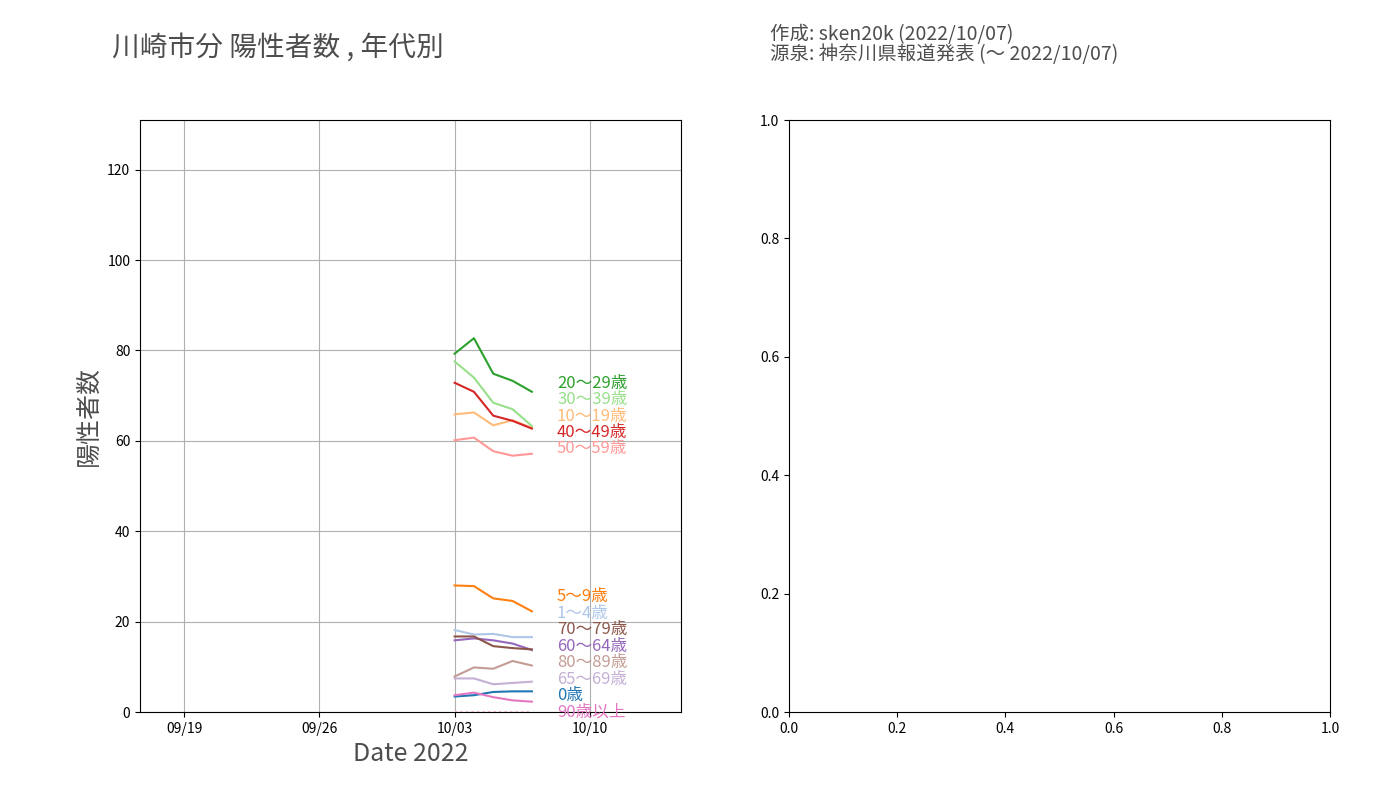 川崎市分 陽性者数 , 年代別
作成: sken20k (2022/10/07)
源泉: 神奈川県報道発表 (～ 2022/10/07)
陽性者数
120
100
80
60
40
20
0
20～29歳
30～39歳
10～19歳
40～49歳
50～59歳
5～9歳
1～4歳
70～79歳
60～64歳
80～89歳
65～69歳
0歳
90歳以上
09/19
09/26
10/03
10/10
Date 2022
1.0
0.8
0.6
0.4
0.2
0.0
0.0
0.2
0.4
0.6
0.8
1.0